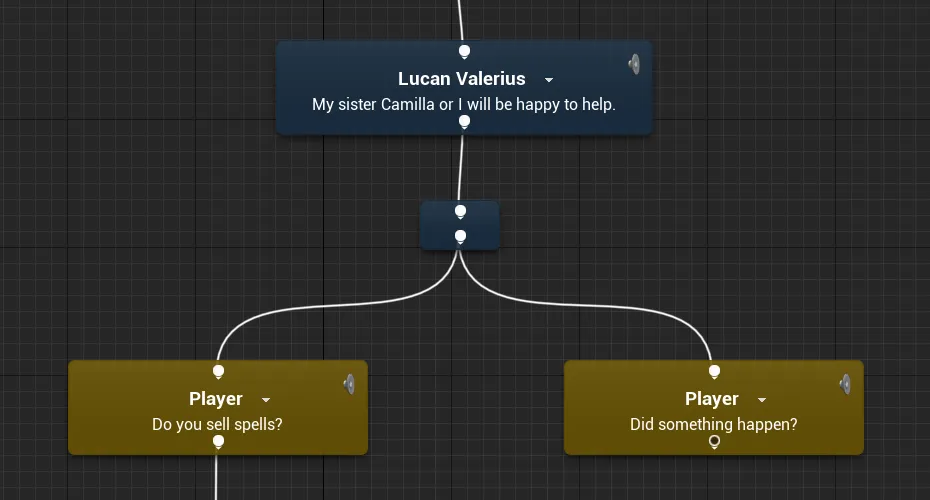 Lucan Valerius
My sister Camilla or I will be happy to help.
Player
Do you sell spells?
Player
Did something happen?